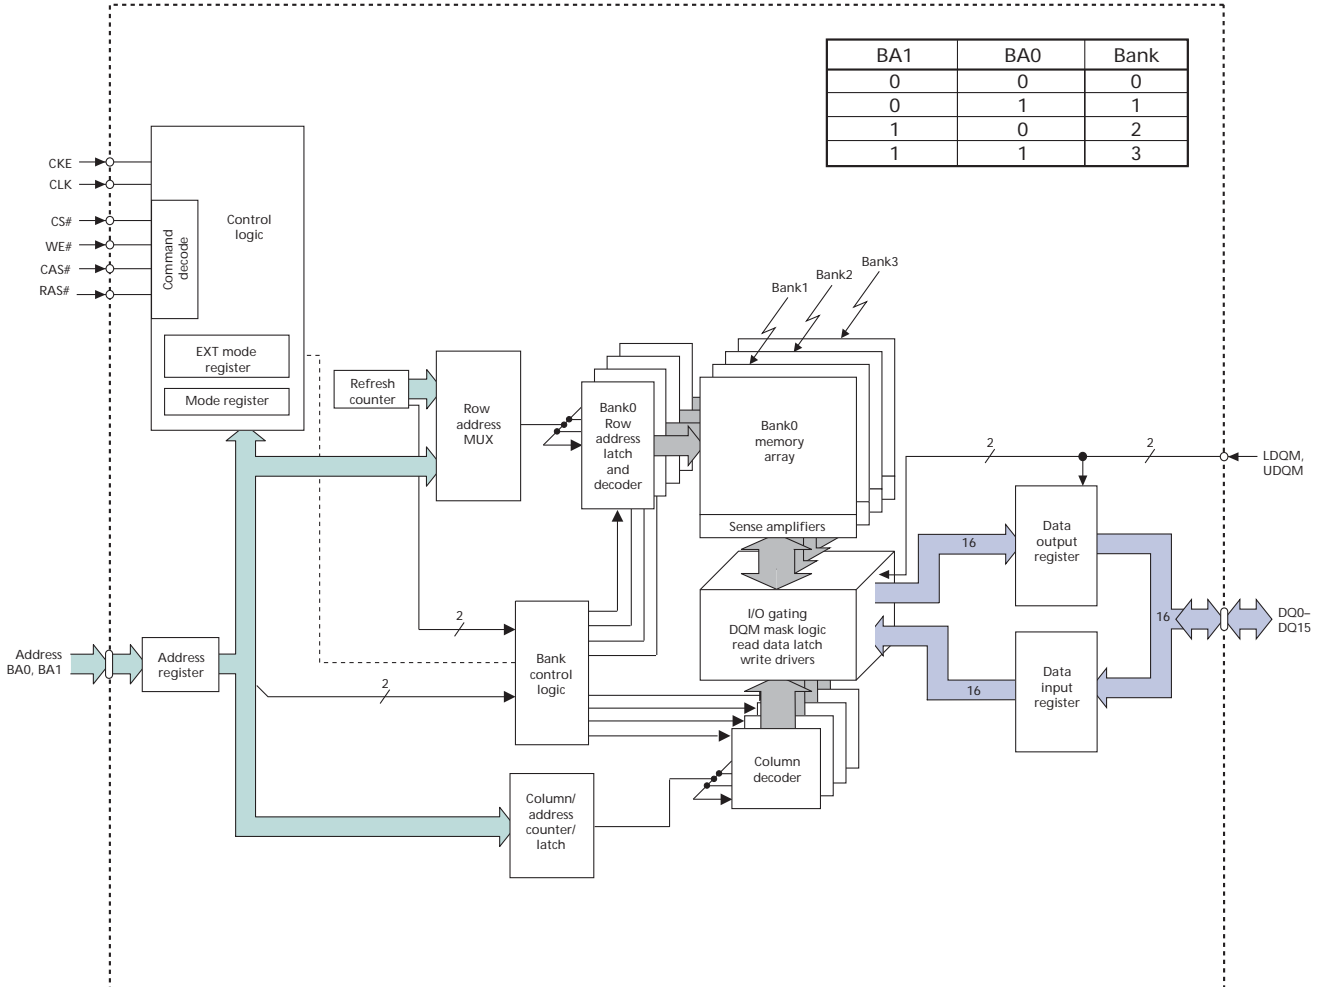 BA1 BA0 Bank
0 0 0
0 1 1
1 0 2
1 1 3
CKE
CLK
CS#
WE#
CAS#
RAS#
Command
decode
Control
logic
EXT mode
register
Mode register
Refresh
counter
Row
address
MUX
Bank0
Row
address
latch
and
decoder
Bank1
Bank2
Bank3
Bank0
memory
array
Sense amplifiers
2
2
LDQM,
UDQM
Data
output
register
16
I/O gating
DQM mask logic
read data latch
write drivers
16
DQ0–
DQ15
Data
input
register
16
2
Bank
control
logic
2
Address
BA0, BA1
Address
register
Column
decoder
Column/
address
counter/
latch